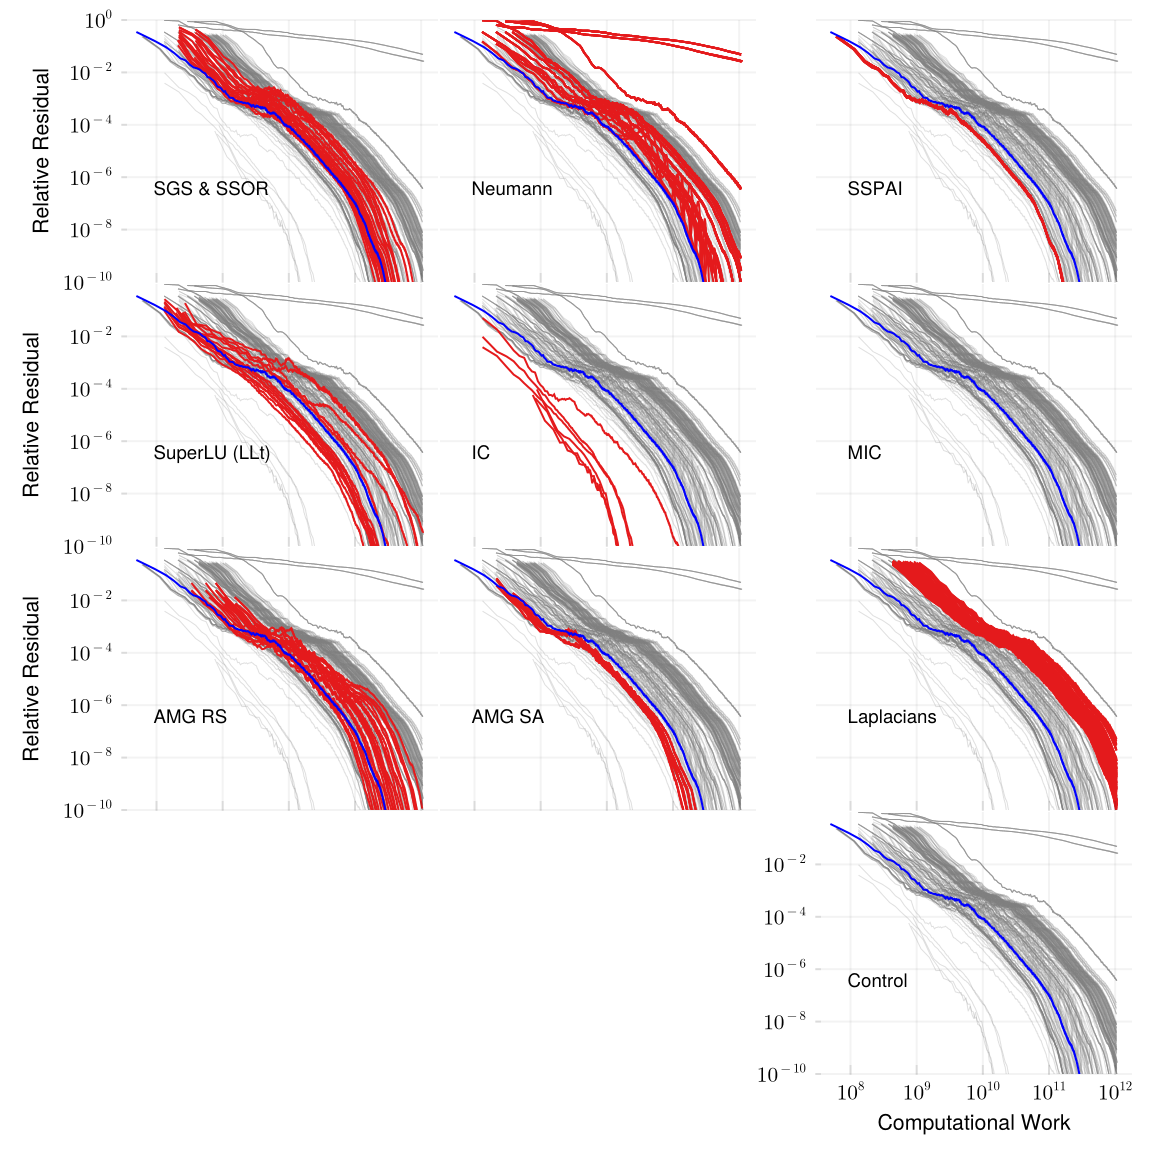 10^0
10^−2
10^−4
10^−6
10^−8
10^−10
Relative Residual
SGS & SSOR
Neumann
SSPAI
10^−2
10^−4
10^−6
10^−8
10^−10
Relative Residual
SuperLU (LLt)
IC
MIC
10^−2
10^−4
10^−6
10^−8
10^−10
Relative Residual
AMG RS
AMG SA
Laplacians
10^−2
10^−4
10^−6
10^−8
10^−10
Control
10^8 10^9 10^10 10^11 10^12
Computational Work